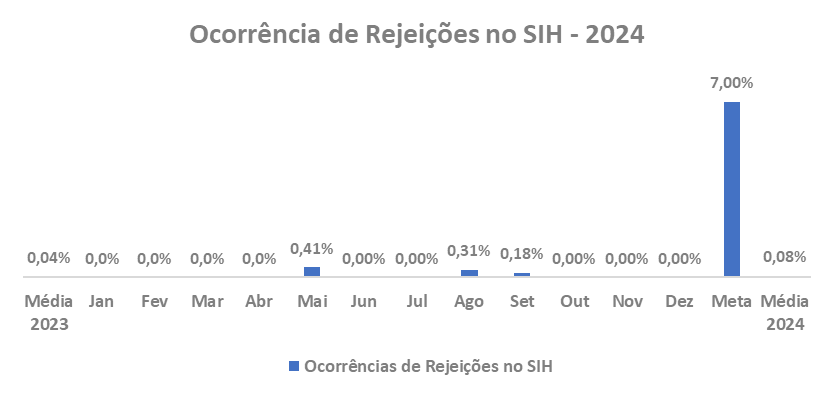 Ocorrência de Rejeições no SIH - 2024
7,00%
0,04% 0,0% 0,0% 0,0% 0,0% 0,41% 0,00% 0,00% 0,31% 0,18% 0,00% 0,00% 0,00% 0,08%
Média Jan Fev Mar Abr Mai Jun Jul Ago Set Out Nov Dez Meta Média
2023 2024
Ocorrências de Rejeições no SIH